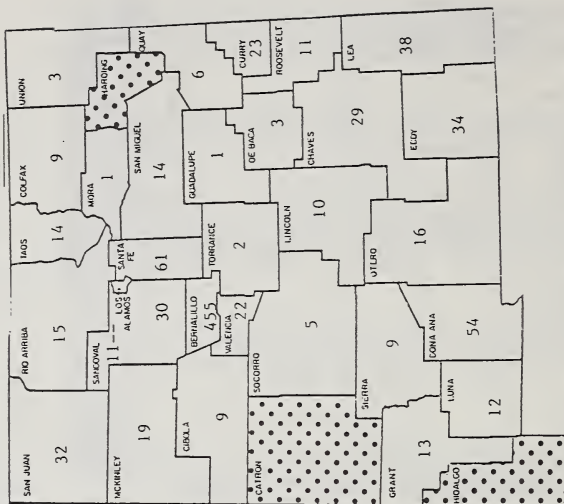 UNION
3
COLFAX
9
TAOS
14
RIO ARRIBA
15
SAN JUAN
32
HARDING
MORA
1
SAN MIGUEL
14
QUAY
6
CURRY
23
ROOSEVELT
11
LEA
38
SANTA
FE
61
LOS
ALAMOS
11
SANDOVAL
30
MCKINLEY
19
GUADALUPE
1
DE BACA
3
CHAVES
29
EDDY
34
TORRANCE
2
BERNALILLO
455
VALENCIA
22
CIBOLA
9
LINCOLN
10
OTERO
16
SOCORRO
5
CATRON
SIERRA
9
DONA ANA
54
LUNA
12
GRANT
13
HIDALGO